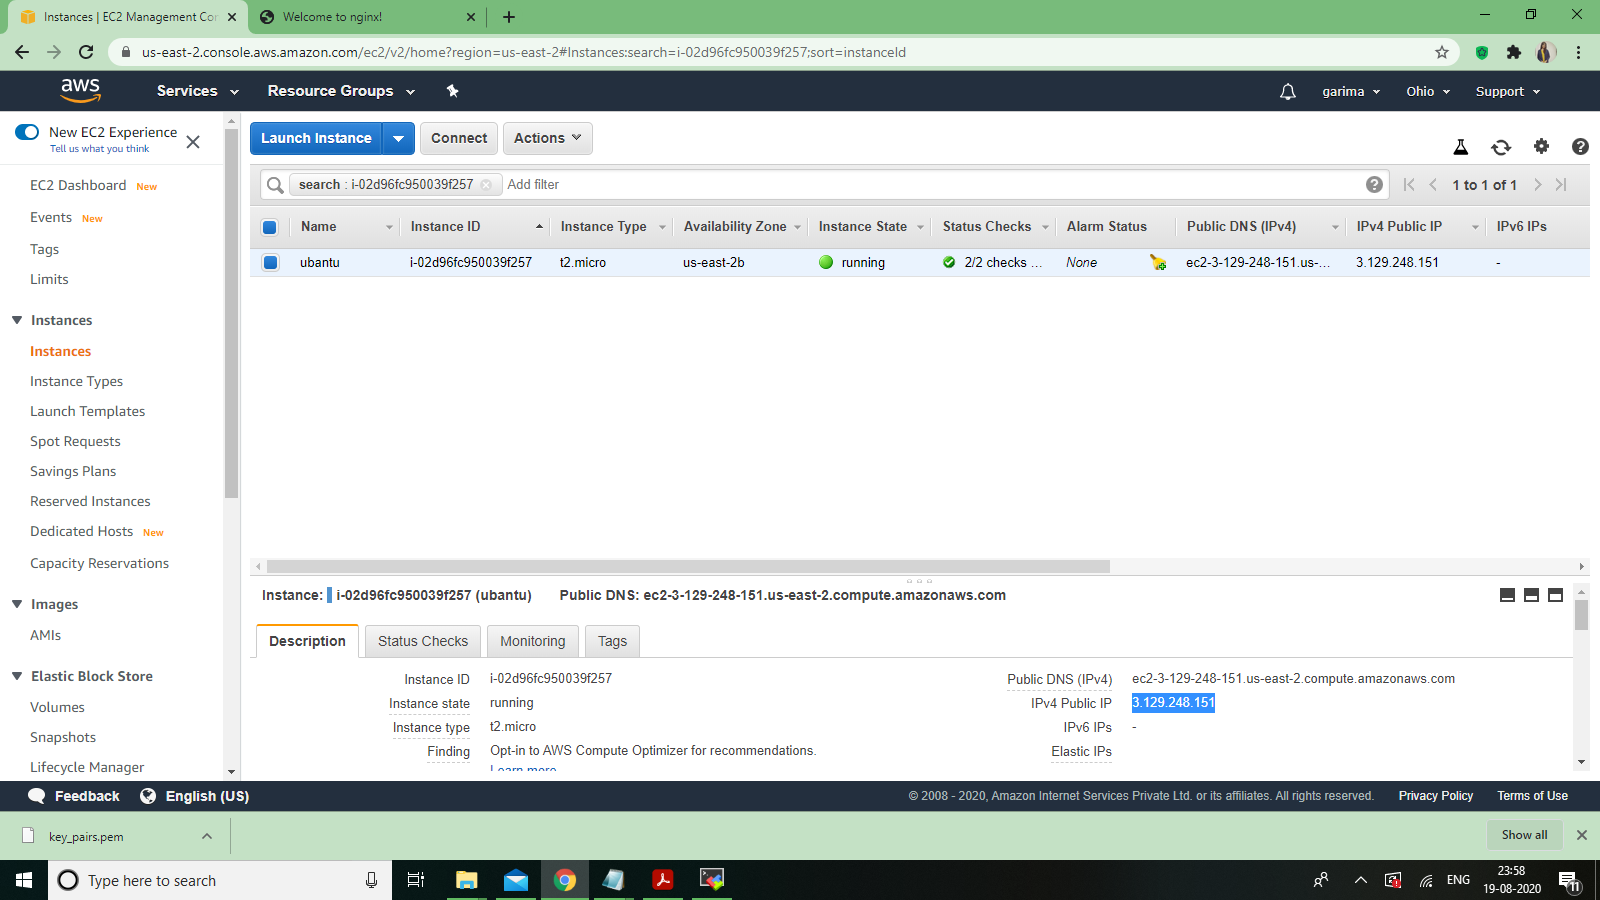 Instances | EC2 Management Con
Welcome to nginx!
us-east-2.console.aws.amazon.com/ec2/v2/home?region=us-east-2#Instances:search=i-02d96fc950039f257;sort=instanceId
aws
Services
Resource Groups
garima
Ohio
Support
New EC2 Experience
Tell us what you think
EC2 Dashboard New
Events New
Tags
Limits
Instances
Instances
Instance Types
Launch Templates
Spot Requests
Savings Plans
Reserved Instances
Dedicated Hosts New
Capacity Reservations
Images
AMIs
Elastic Block Store
Volumes
Snapshots
Lifecycle Manager
Launch Instance
Connect
Actions
search : i-02d96fc950039f257
Add filter
1 to 1 of 1
Name Instance ID Instance Type Availability Zone Instance State Status Checks Alarm Status Public DNS (IPv4) IPv4 Public IP IPv6 IPs
ubantu i-02d96fc950039f257 t2.micro us-east-2b running 2/2 checks ... None ec2-3-129-248-151.us-... 3.129.248.151 -
Instance: i-02d96fc950039f257 (ubantu) Public DNS: ec2-3-129-248-151.us-east-2.compute.amazonaws.com
Description Status Checks Monitoring Tags
Instance ID i-02d96fc950039f257
Instance state running
Instance type t2.micro
Finding Opt-in to AWS Compute Optimizer for recommendations.
Learn more
Public DNS (IPv4) ec2-3-129-248-151.us-east-2.compute.amazonaws.com
IPv4 Public IP 3.129.248.151
IPv6 IPs -
Elastic IPs
Feedback
English (US)
© 2008 - 2020, Amazon Internet Services Private Ltd. or its affiliates. All rights reserved.
Privacy Policy
Terms of Use
key_pairs.pem
Show all
Type here to search
ENG
23:58
19-08-2020
11